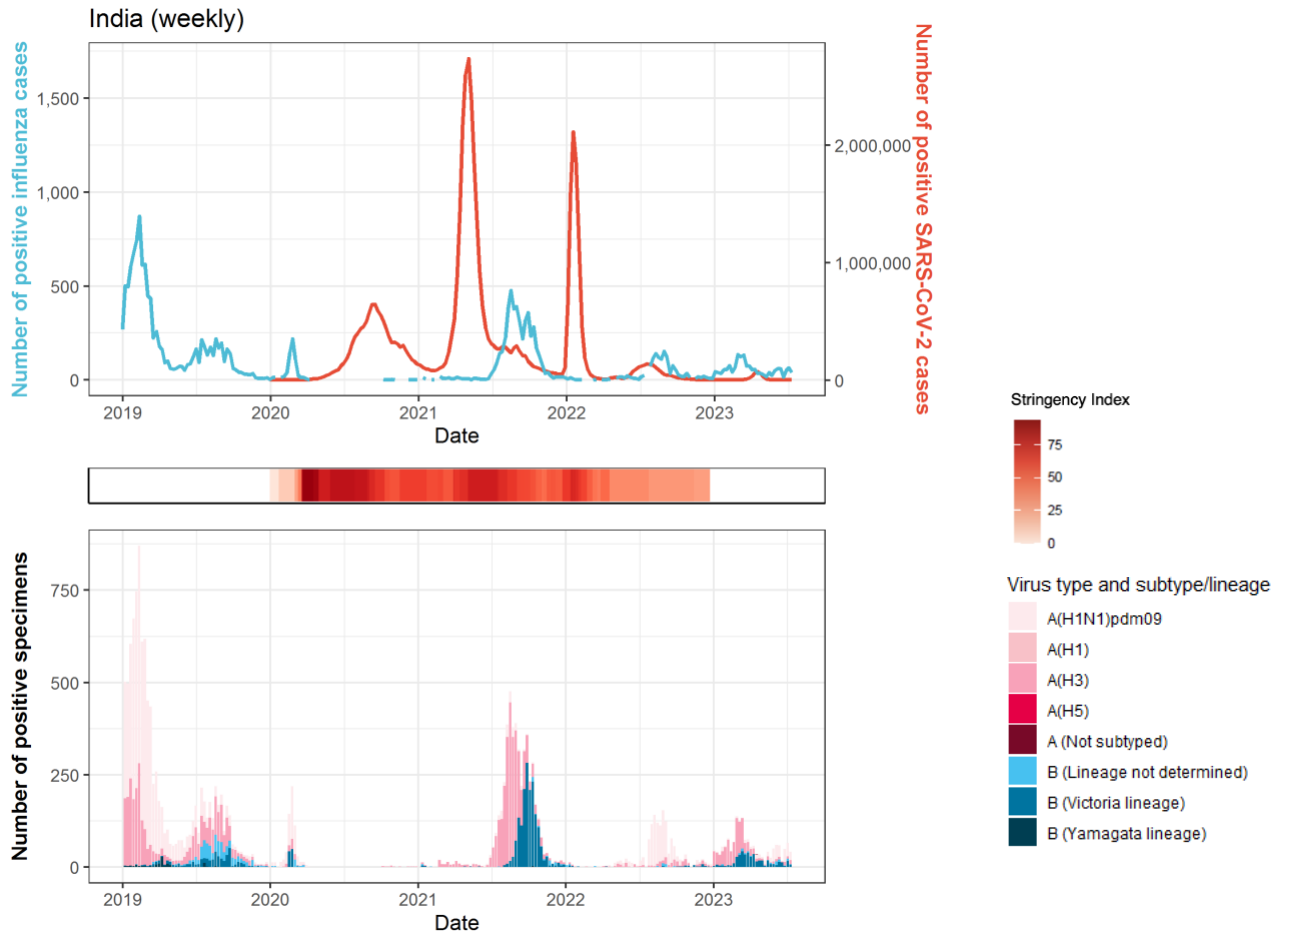 India (weekly)
Number of positive influenza cases
1,500
1,000
500
0
Number of positive SARS-CoV-2 cases
2,000,000
1,000,000
0
2019 2020 2021 2022 2023
Date
Stringency Index
75
50
25
0
Number of positive specimens
750
500
250
0
2019 2020 2021 2022 2023
Date
Virus type and subtype/lineage
A(H1N1)pdm09
A(H1)
A(H3)
A(H5)
A (Not subtyped)
B (Lineage not determined)
B (Victoria lineage)
B (Yamagata lineage)